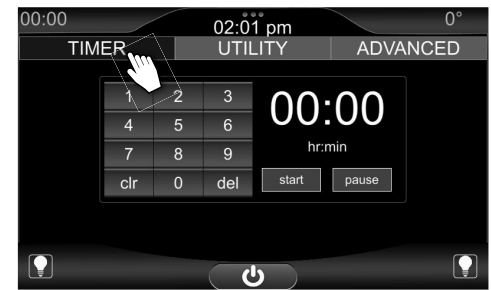 00:00 02:01 pm 0°
TIMER UTILITY ADVANCED
1 2 3
4 5 6
7 8 9
clr 0 del
00:00
hr:min
start pause